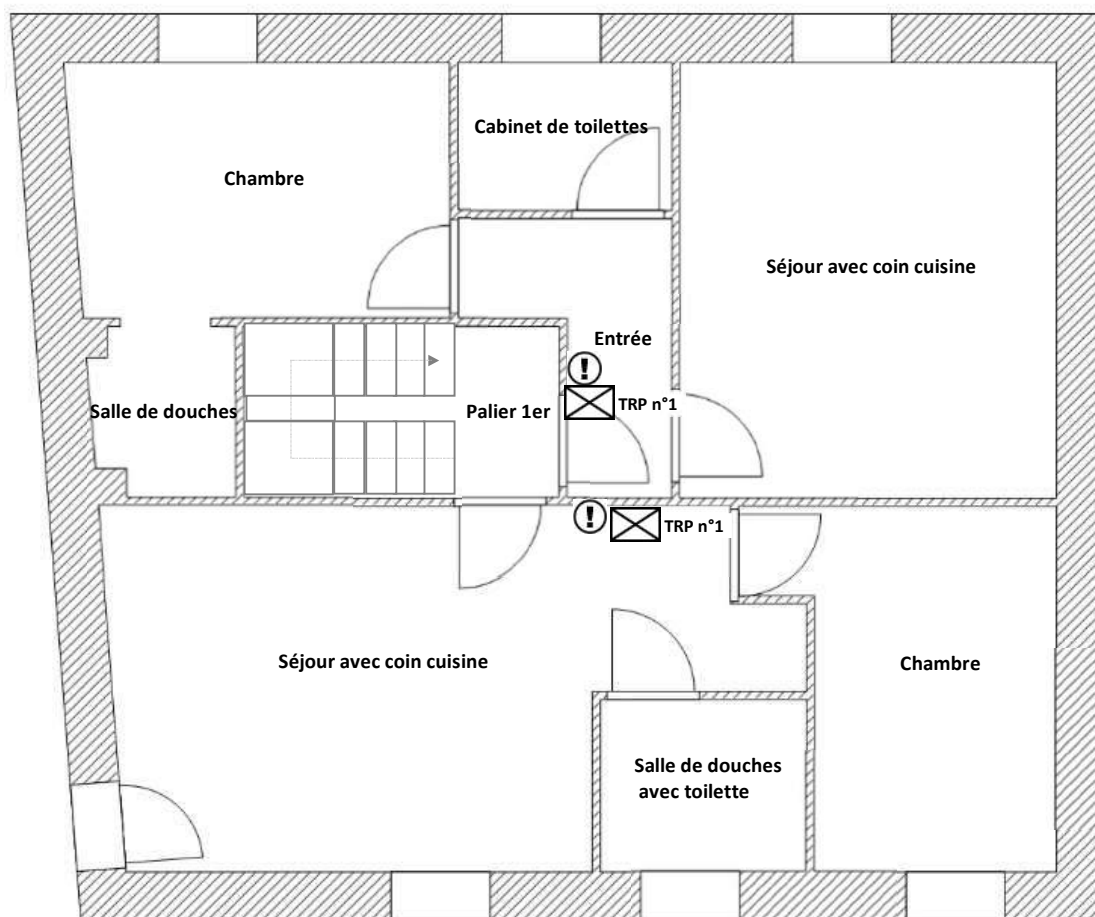 Cabinet de toilettes
Chambre
Séjour avec coin cuisine
Entrée
!
TRP n°1
Salle de douches
Palier 1er
!
TRP n°1
Séjour avec coin cuisine
Chambre
Salle de douches
avec toilette